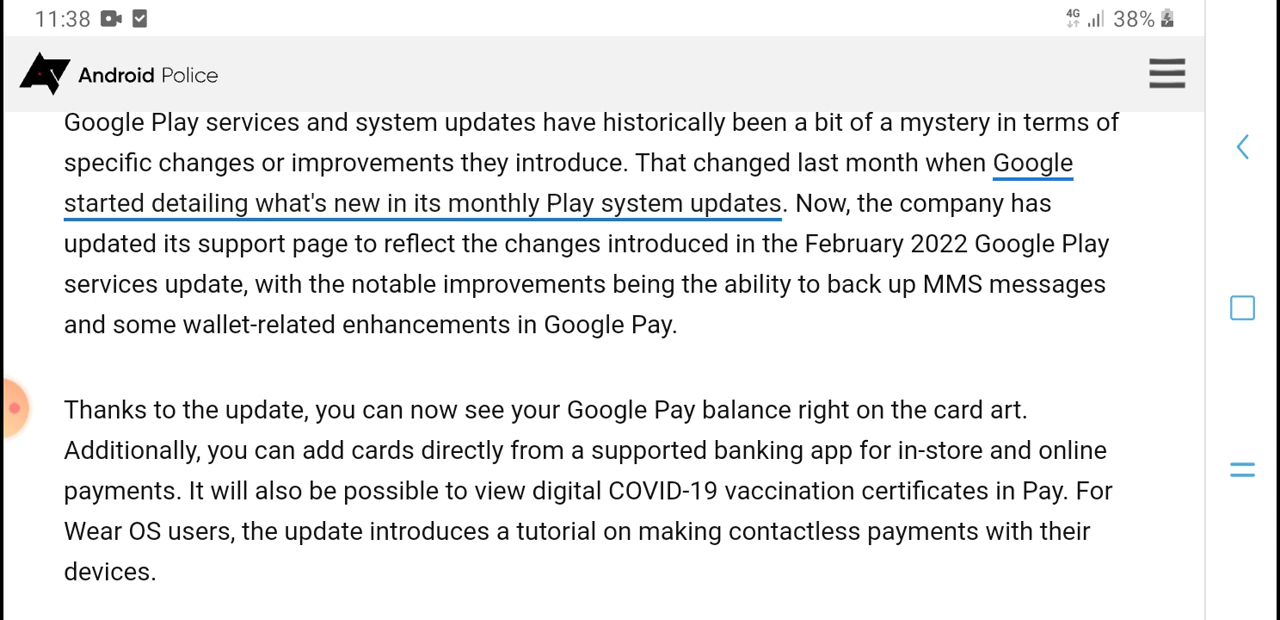 11:38
4G
38%
Android Police
Google Play services and system updates have historically been a bit of a mystery in terms of
specific changes or improvements they introduce. That changed last month when Google
started detailing what's new in its monthly Play system updates. Now, the company has
updated its support page to reflect the changes introduced in the February 2022 Google Play
services update, with the notable improvements being the ability to back up MMS messages
and some wallet-related enhancements in Google Pay.
Thanks to the update, you can now see your Google Pay balance right on the card art.
Additionally, you can add cards directly from a supported banking app for in-store and online
payments. It will also be possible to view digital COVID-19 vaccination certificates in Pay. For
Wear OS users, the update introduces a tutorial on making contactless payments with their
devices.